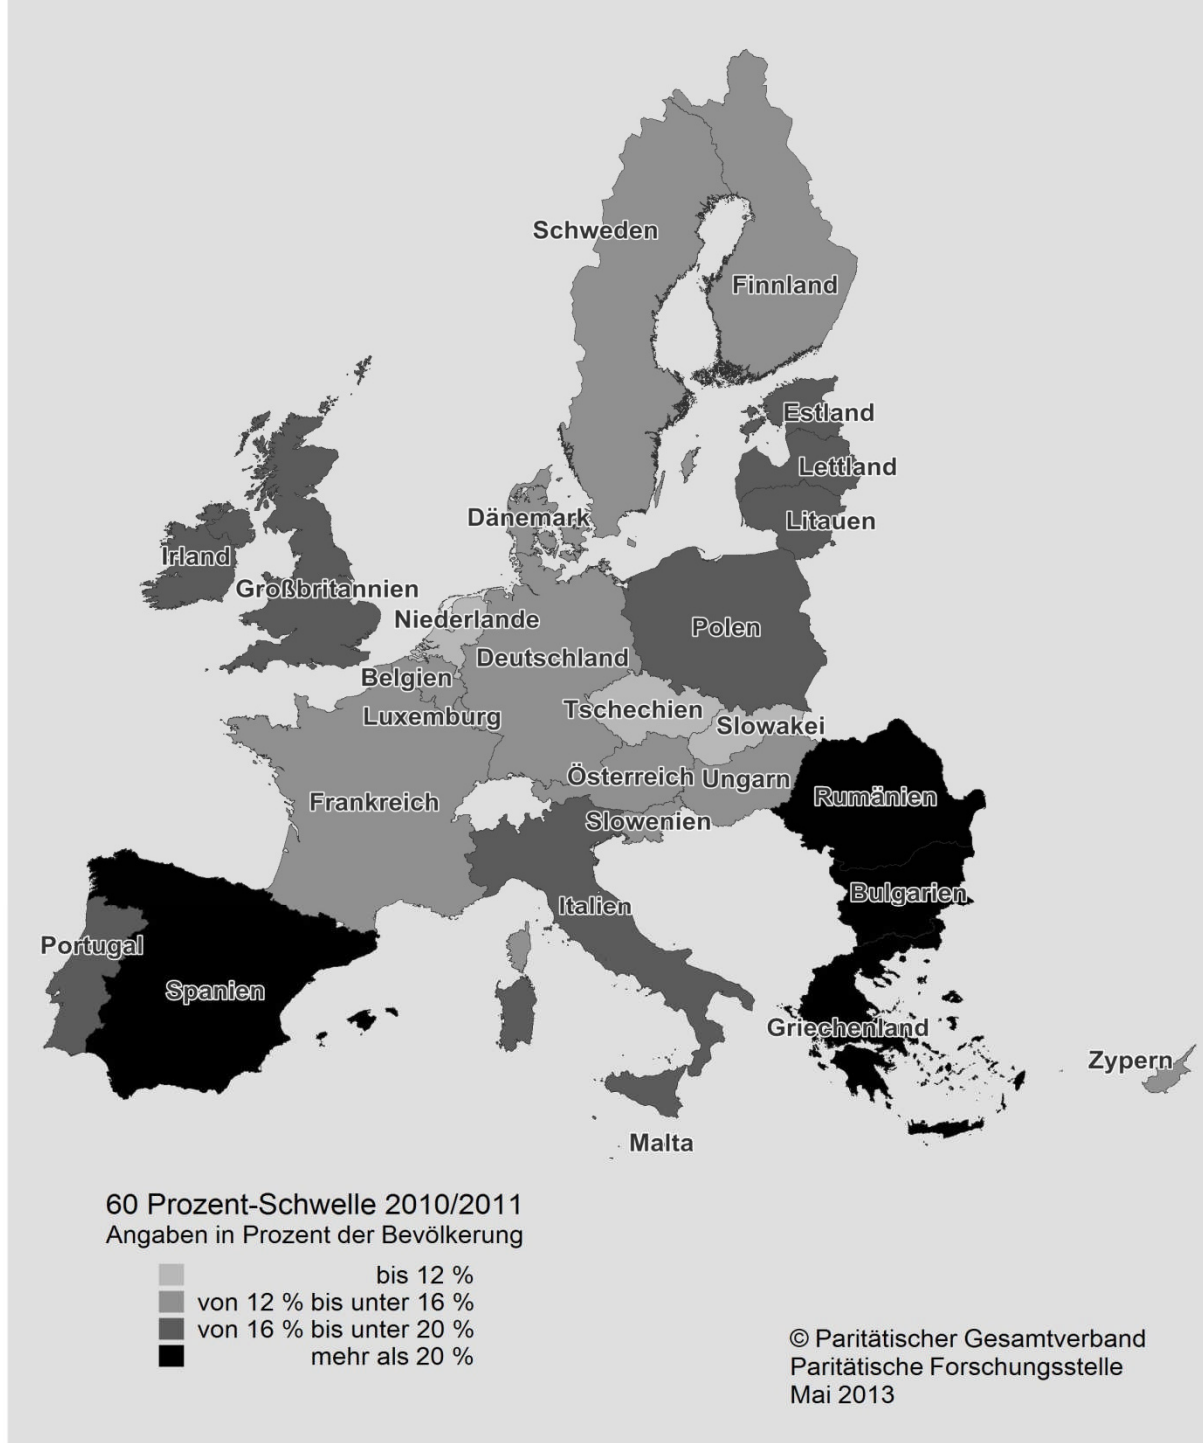 Schweden
Finnland
Estland
Lettland
Dänemark
Litauen
Irland
Großbritannien
Niederlande
Polen
Deutschland
Belgien
Tschechien
Luxemburg
Slowakei
Österreich
Ungarn
Frankreich
Rumänien
Slowenien
Bulgarien
Italien
Portugal
Spanien
Griechenland
Zypern
Malta
60 Prozent-Schwelle 2010/2011
Angaben in Prozent der Bevölkerung
bis 12 %
von 12 % bis unter 16 %
von 16 % bis unter 20 %
mehr als 20 %
© Paritätischer Gesamtverband
Paritätische Forschungsstelle
Mai 2013